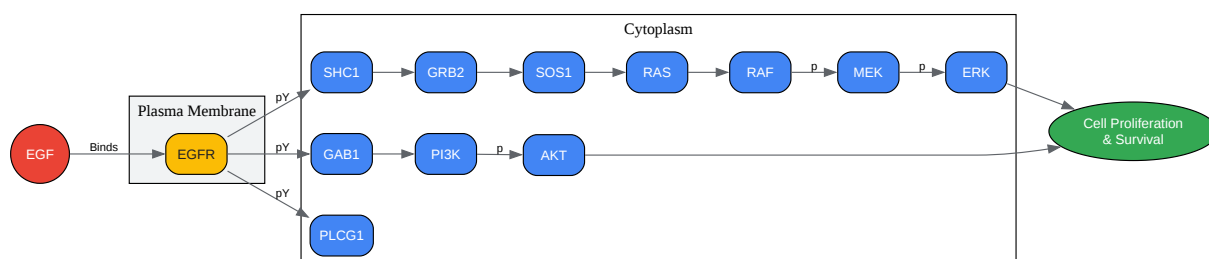 Cytoplasm
SHC1
GRB2
SOS1
RAS
RAF
p
MEK
p
ERK
pY
Plasma Membrane
EGF
Binds
EGFR
pY
GAB1
PI3K
p
AKT
Cell Proliferation
& Survival
pY
PLCG1